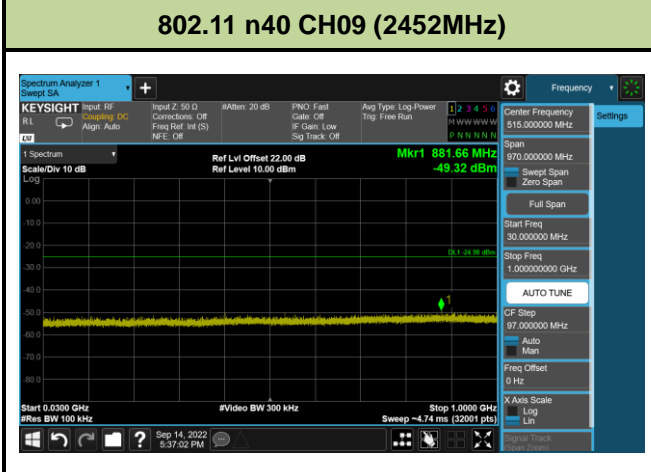 802.11 n40 CH09 (2452MHz)
Spectrum Analyzer 1
Swept SA
Frequency
KEYSIGHT
RL
LXI
Input: RF
Coupling: DC
Align: Auto
Input Z: 50 Ω
Corrections: Off
Freq Ref: Int (S)
NFE: Off
#Atten: 20 dB
PNO: Fast
Gate: Off
IF Gain: Low
Sig Track: Off
Avg Type: Log-Power
Trig: Free Run
1 2 3 4 5 6
M W W W W W
P N N N N N
1 Spectrum
Scale/Div 10 dB
Ref Lvl Offset 22.00 dB
Ref Level 10.00 dBm
Mkr1 881.66 MHz
-49.32 dBm
Log
0.00
-10.0
-20.0
-30.0
-40.0
-50.0
-60.0
-70.0
-80.0
DL1 -24.98 dBm
1
Start 0.0300 GHz
#Res BW 100 kHz
#Video BW 300 kHz
Stop 1.0000 GHz
Sweep ~4.74 ms (32001 pts)
Sep 14, 2022
5:37:02 PM
Center Frequency
515.000000 MHz
Settings
Span
970.000000 MHz
Swept Span
Zero Span
Full Span
Start Freq
30.000000 MHz
Stop Freq
1.000000000 GHz
AUTO TUNE
CF Step
97.000000 MHz
Auto
Man
Freq Offset
0 Hz
X Axis Scale
Log
Lin
Signal Track
(Span Zoom)